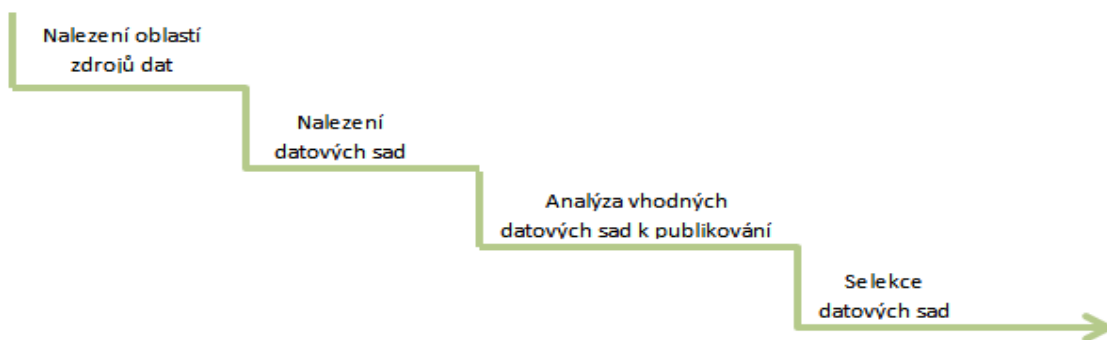 Nalezení oblastí
zdrojů dat
Nalezení
datových sad
Analýza vhodných
datových sad k publikování
Selekce
datových sad